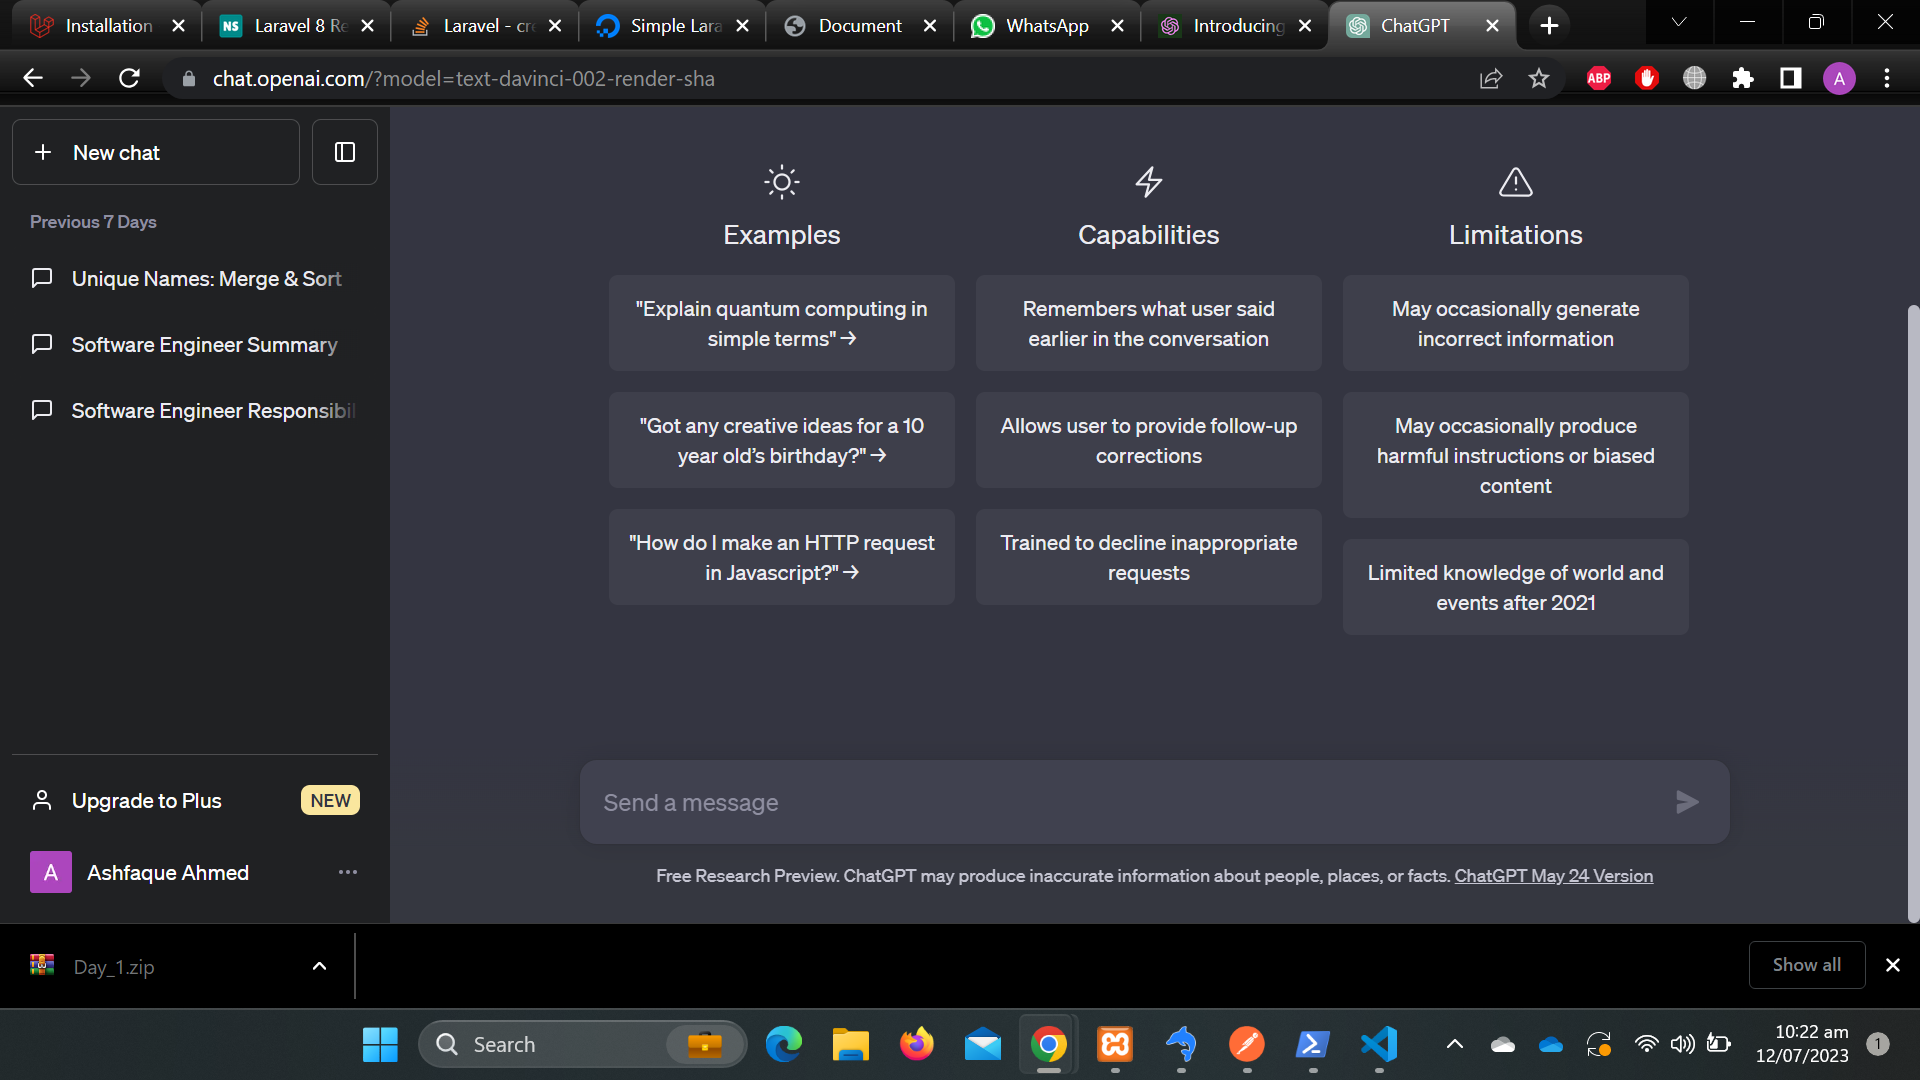 Installation
NS
Laravel 8 Re
Laravel - cre
Simple Lara
Document
WhatsApp
Introducing
ChatGPT
chat.openai.com/?model=text-davinci-002-render-sha
ABP
A
New chat
Previous 7 Days
Unique Names: Merge & Sort
Software Engineer Summary
Software Engineer Responsibil
Examples
"Explain quantum computing in
simple terms" →
"Got any creative ideas for a 10
year old’s birthday?" →
"How do I make an HTTP request
in Javascript?" →
Capabilities
Remembers what user said
earlier in the conversation
Allows user to provide follow-up
corrections
Trained to decline inappropriate
requests
Limitations
May occasionally generate
incorrect information
May occasionally produce
harmful instructions or biased
content
Limited knowledge of world and
events after 2021
Upgrade to Plus
NEW
A
Ashfaque Ahmed
Send a message
Free Research Preview. ChatGPT may produce inaccurate information about people, places, or facts. ChatGPT May 24 Version
Day_1.zip
Show all
Search
10:22 am
12/07/2023
1